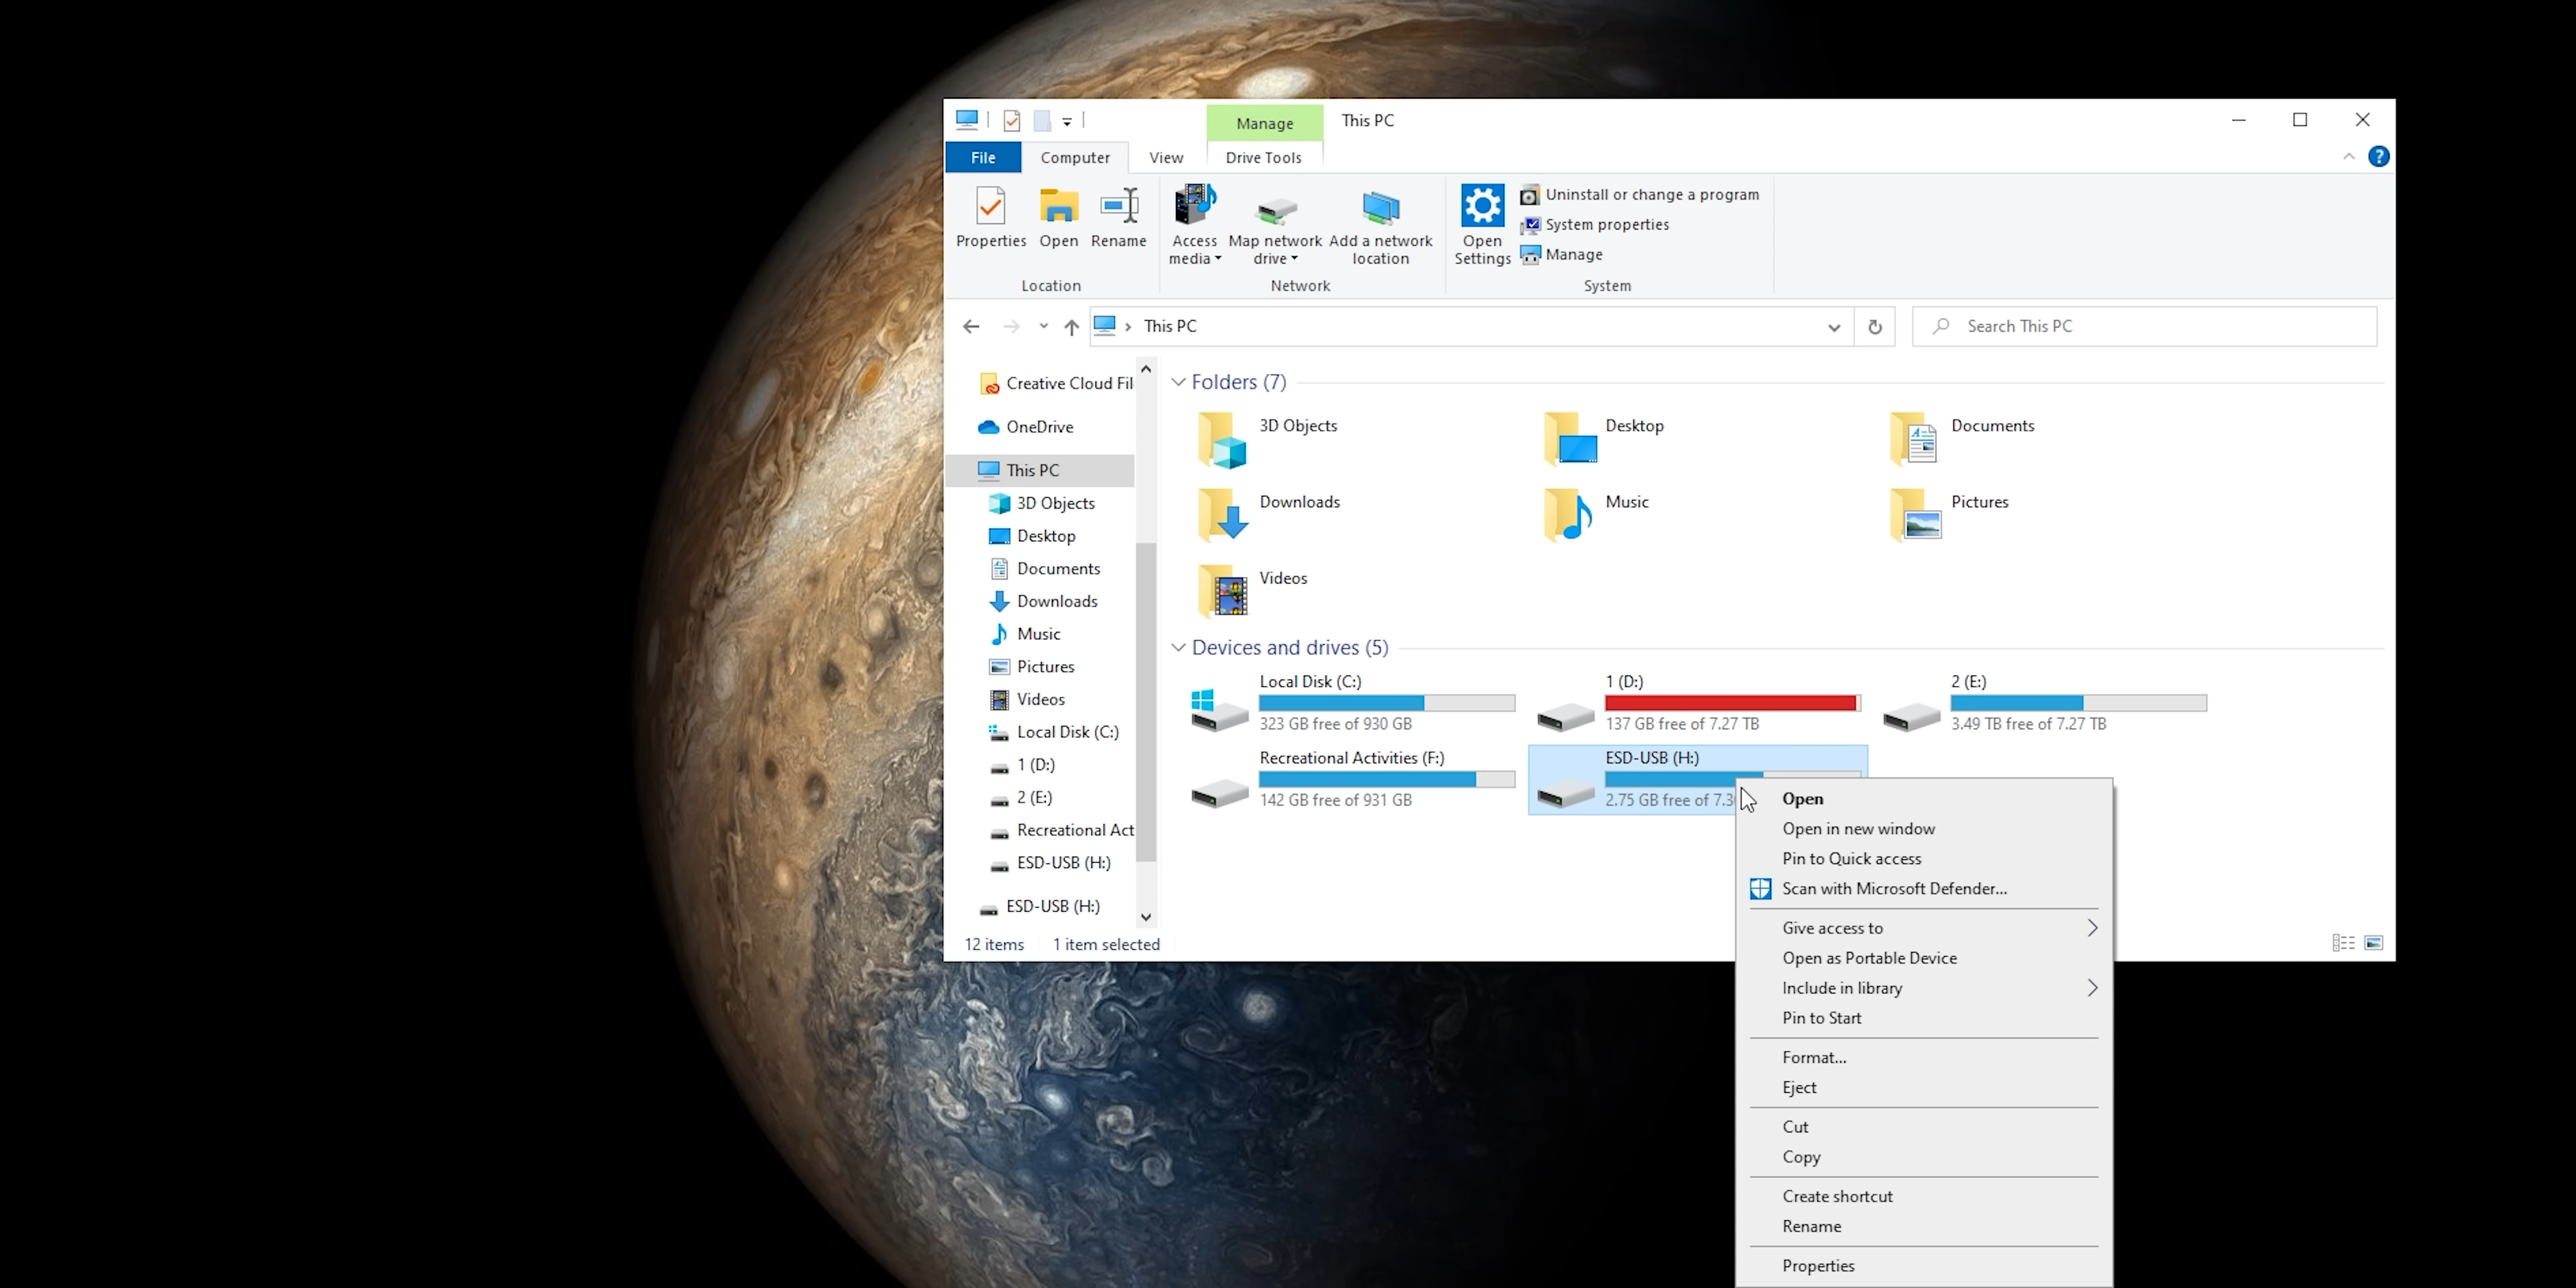 Manage
This PC
File
Computer
View
Drive Tools
Properties
Open
Rename
Access media
Map network drive
Add a network location
Open Settings
Uninstall or change a program
System properties
Manage
Location
Network
System
This PC
Search This PC
Creative Cloud Fil
OneDrive
This PC
3D Objects
Desktop
Documents
Downloads
Music
Pictures
Videos
Local Disk (C:)
1 (D:)
2 (E:)
Recreational Act
ESD-USB (H:)
ESD-USB (H:)
Folders (7)
3D Objects
Desktop
Documents
Downloads
Music
Pictures
Videos
Devices and drives (5)
Local Disk (C:)
323 GB free of 930 GB
1 (D:)
137 GB free of 7.27 TB
2 (E:)
3.49 TB free of 7.27 TB
Recreational Activities (F:)
142 GB free of 931 GB
ESD-USB (H:)
2.75 GB free of 7.3
Open
Open in new window
Pin to Quick access
Scan with Microsoft Defender...
Give access to
Open as Portable Device
Include in library
Pin to Start
Format...
Eject
Cut
Copy
Create shortcut
Rename
Properties
12 items
1 item selected